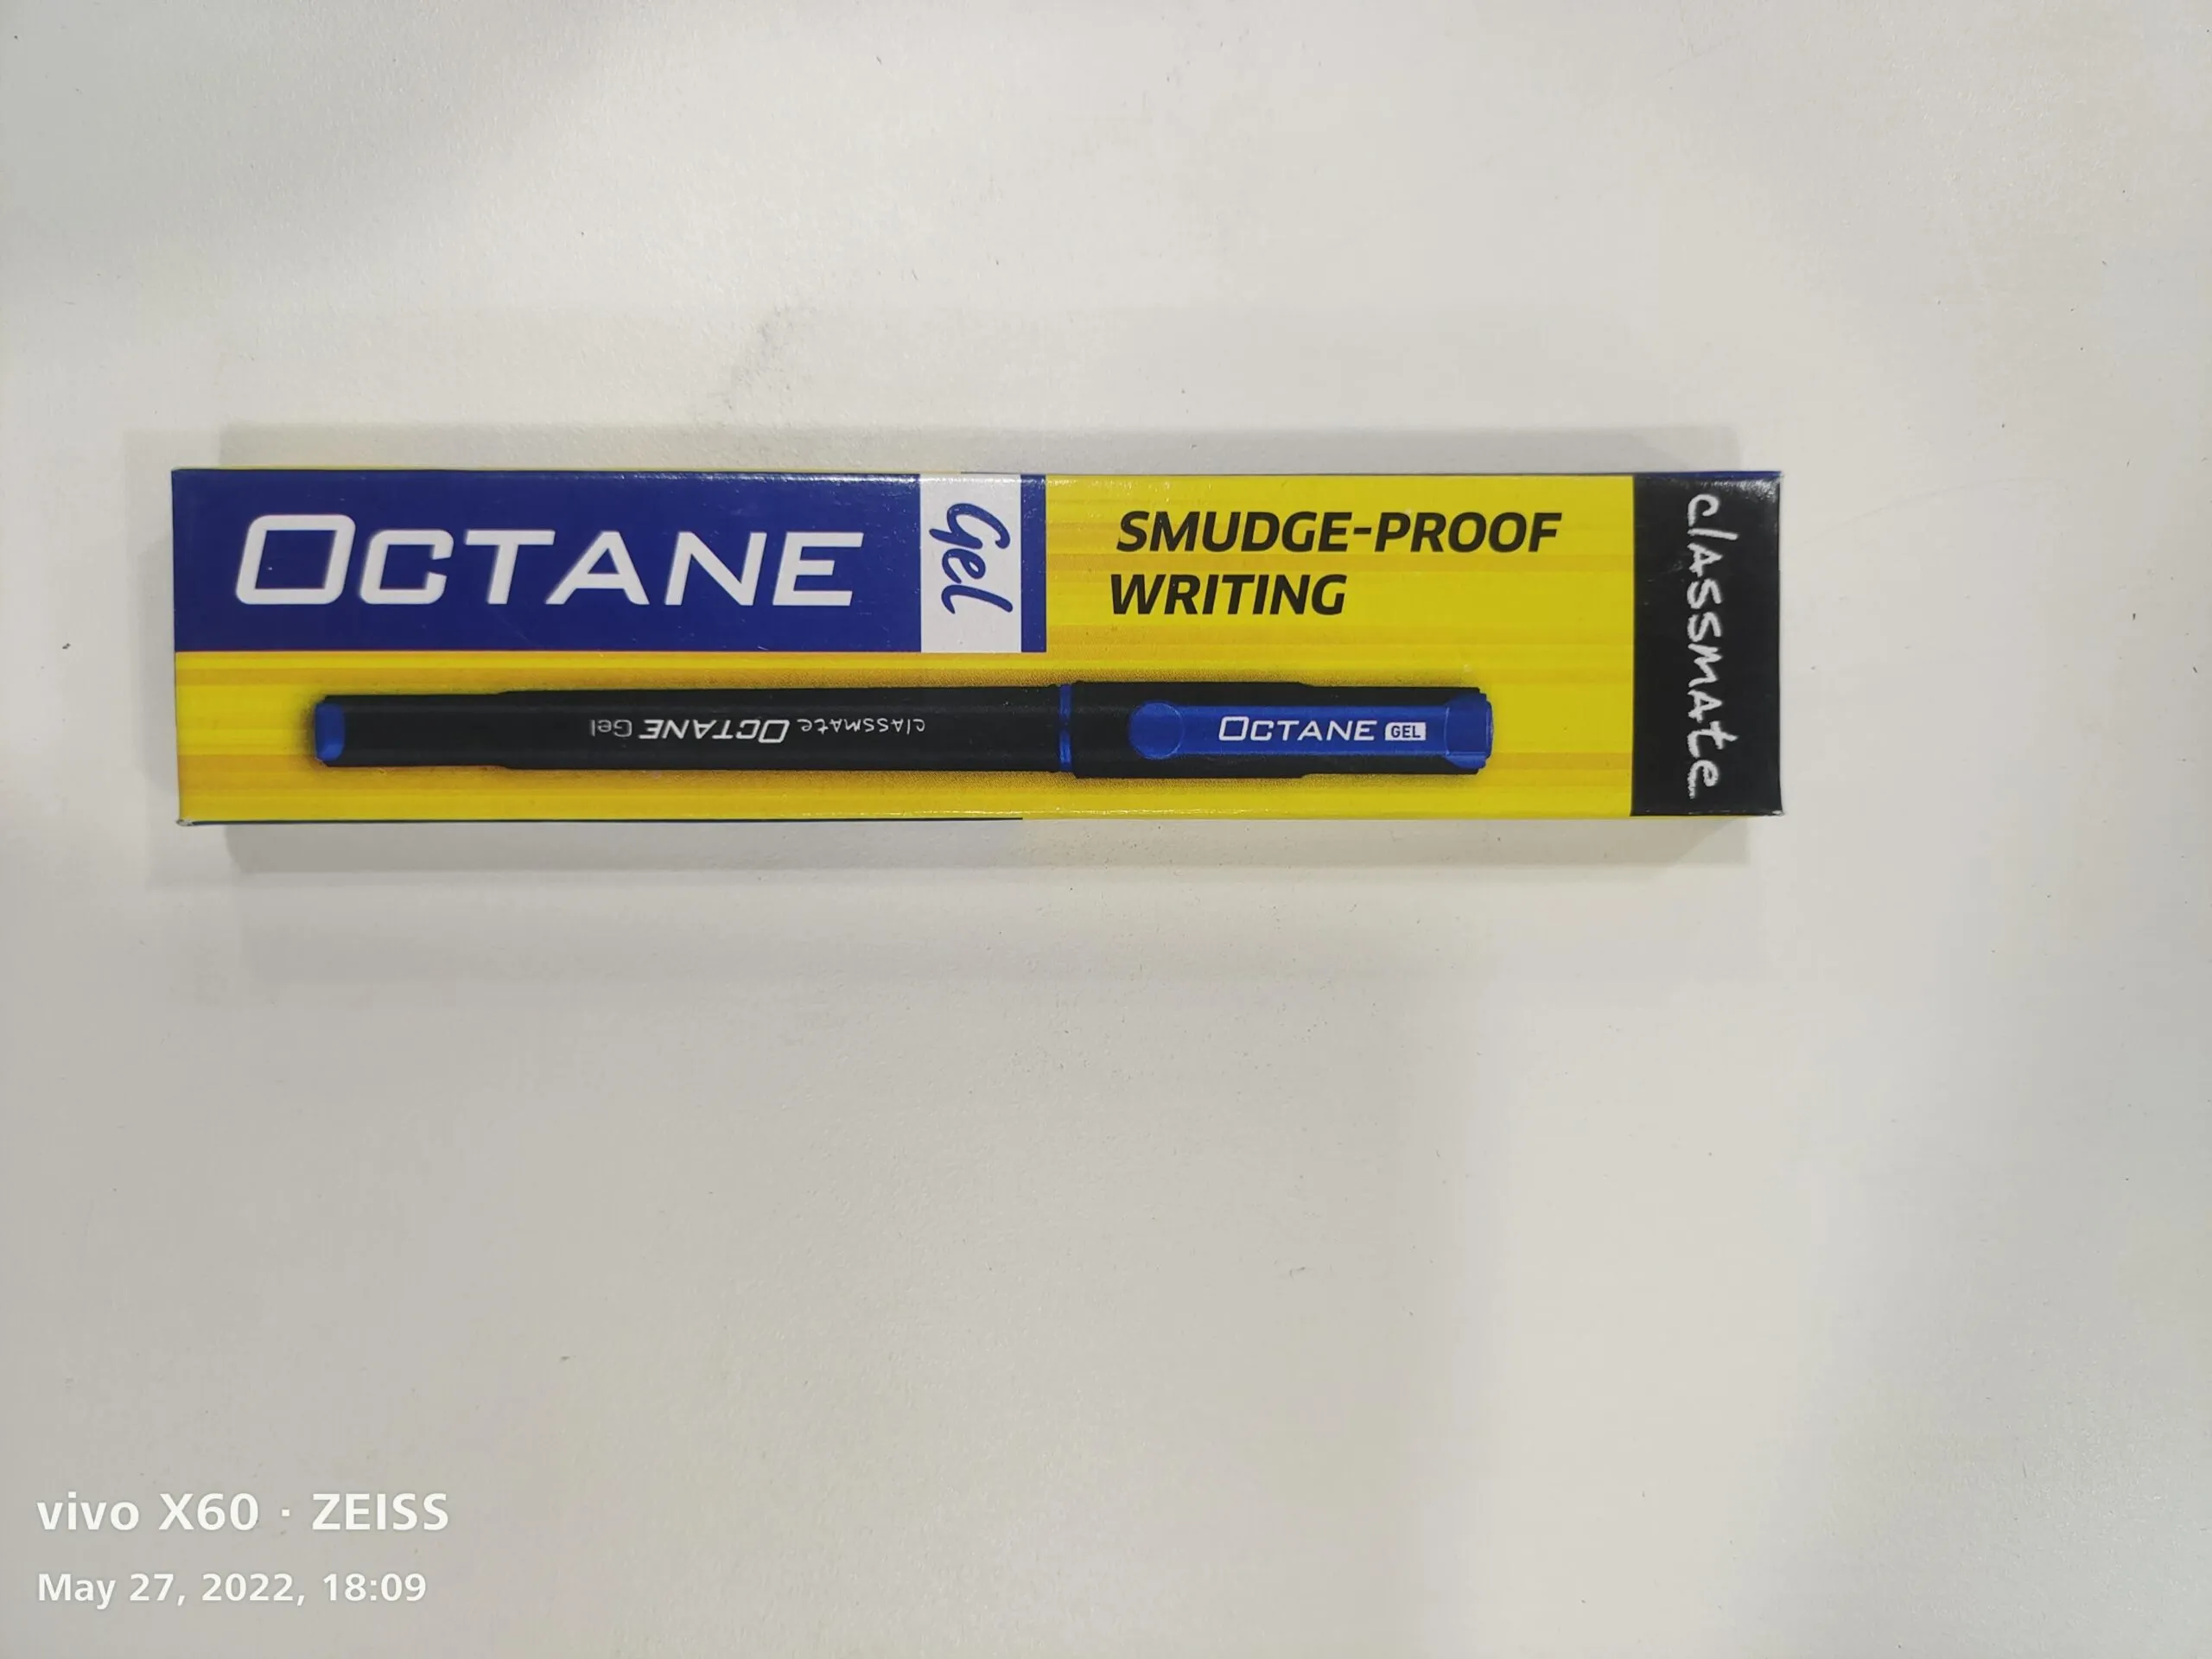 OCTANE
Gel
SMUDGE-PROOF
WRITING
classmate
classmate OCTANE Gel
OCTANE GEL
vivo X60 · ZEISS
May 27, 2022, 18:09